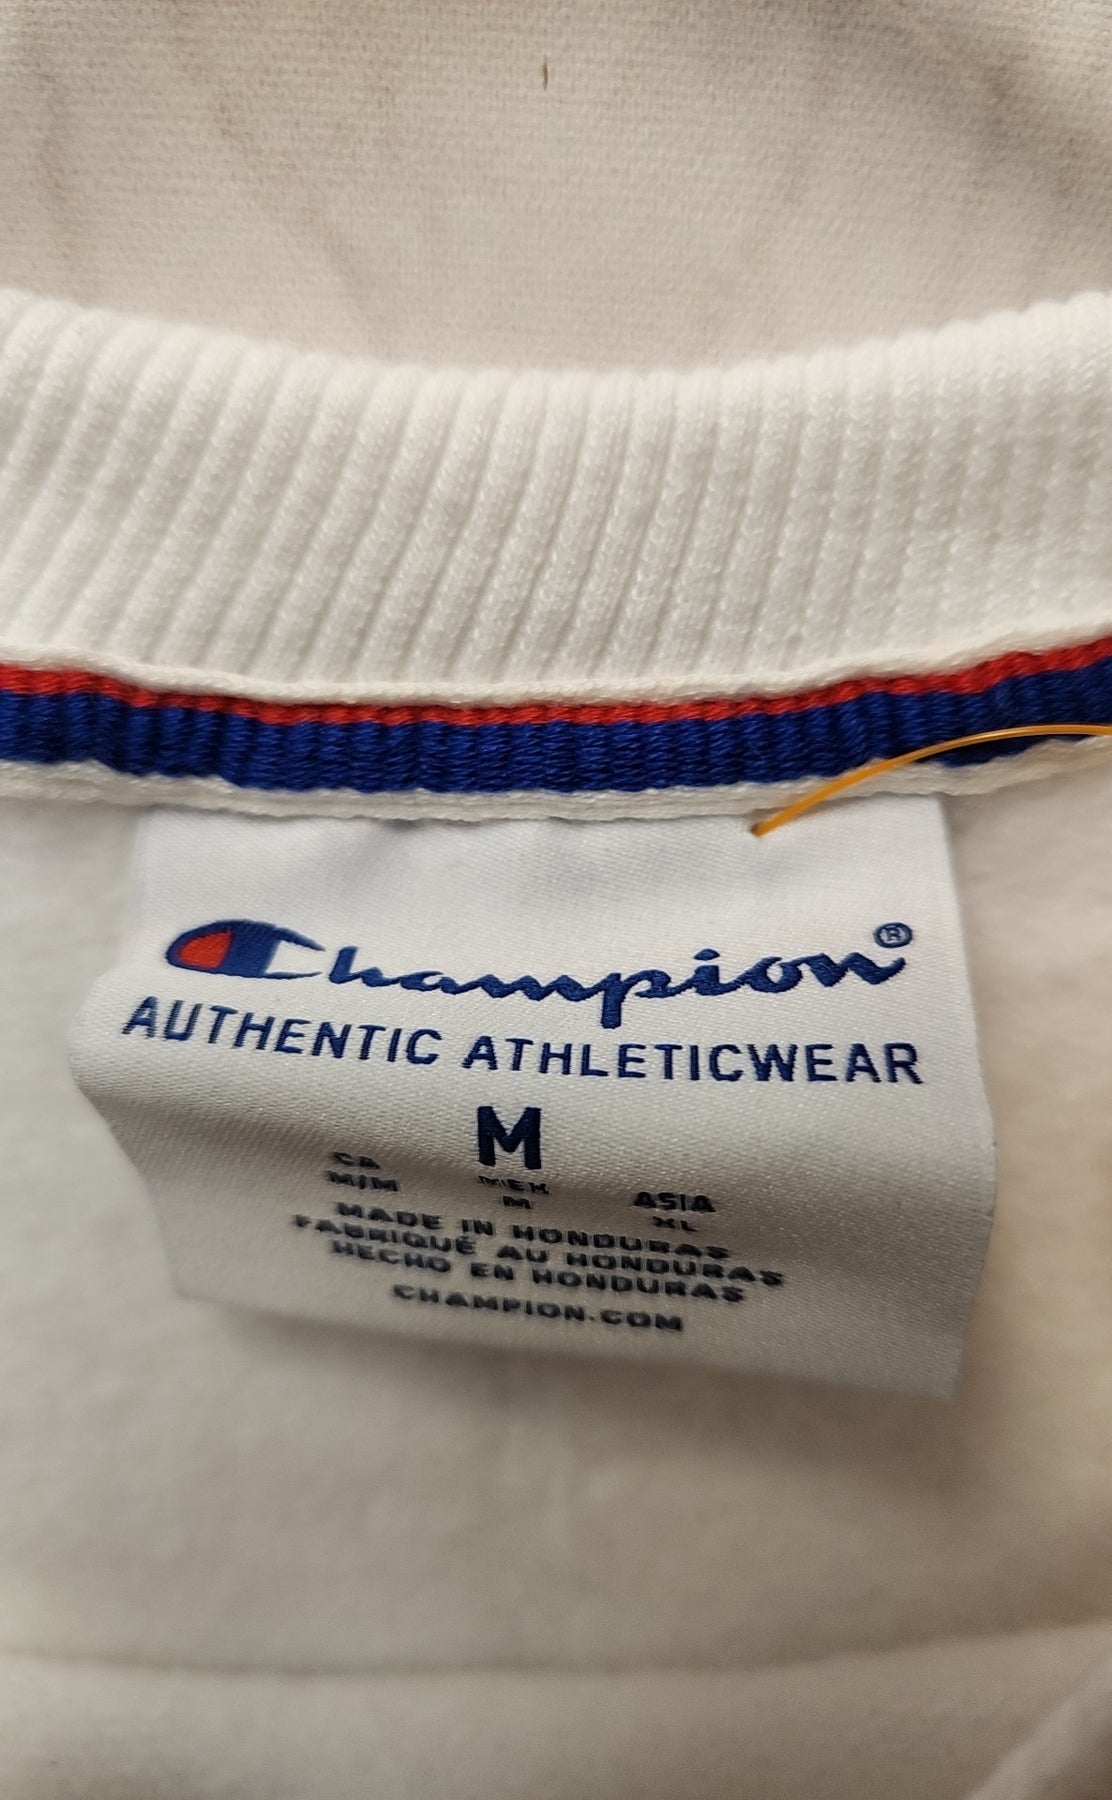 Champion®
AUTHENTIC ATHLETICWEAR
M
CA MEX ASIA
M/M M XL
MADE IN HONDURAS
FABRIQUÉ AU HONDURAS
HECHO EN HONDURAS
CHAMPION.COM